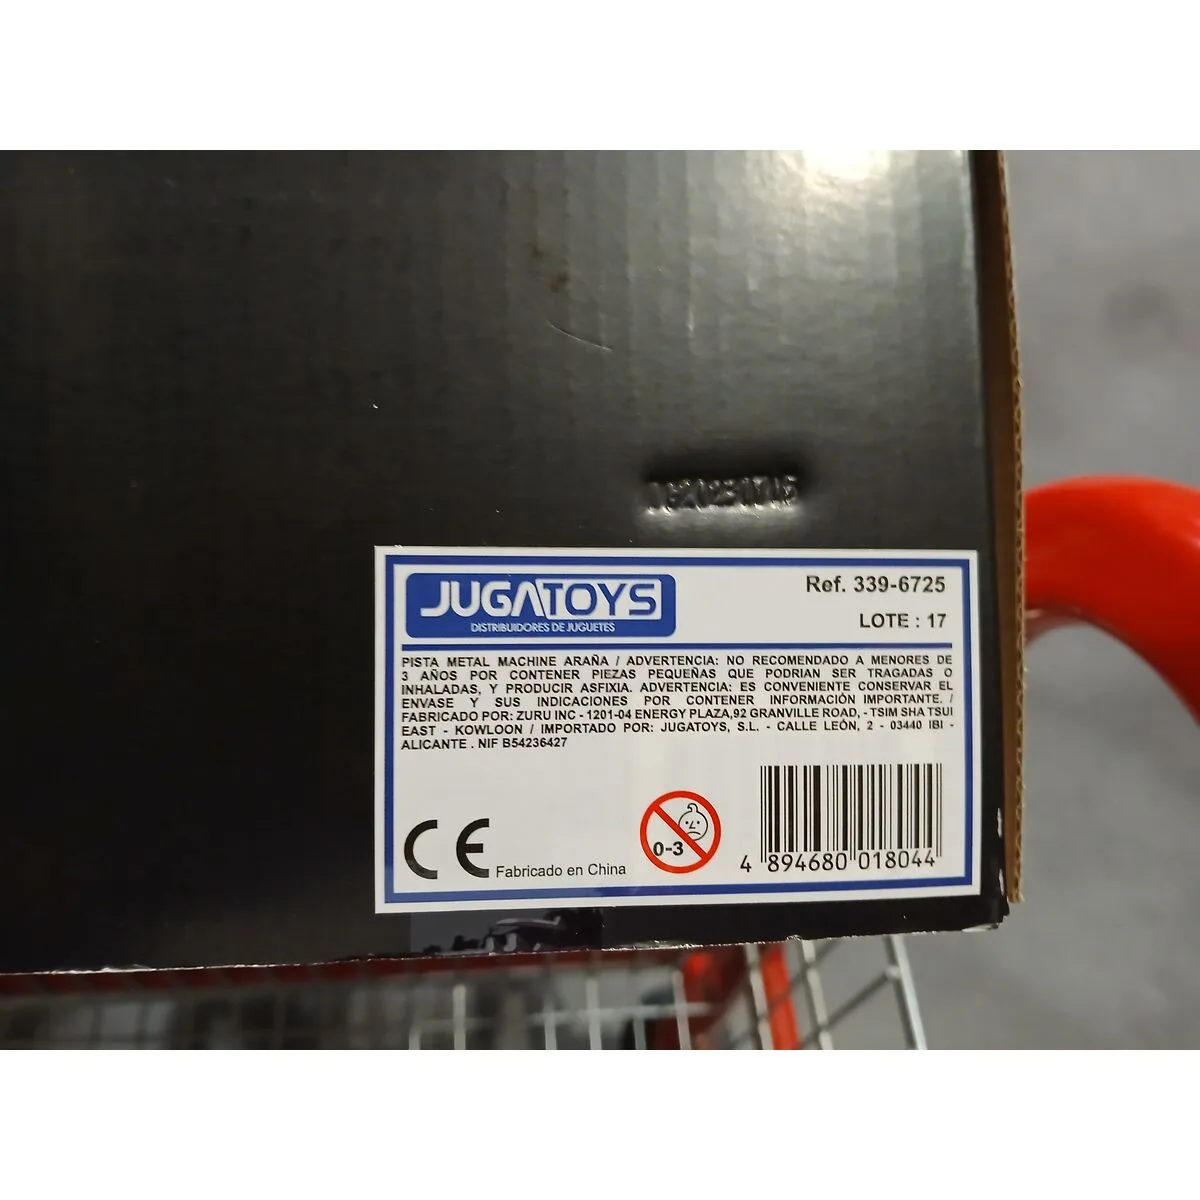 JUGATOYS
DISTRIBUIDORES DE JUGUETES
Ref. 339-6725
LOTE : 17
PISTA METAL MACHINE ARAÑA / ADVERTENCIA: NO RECOMENDADO A MENORES DE
3 AÑOS POR CONTENER PIEZAS PEQUEÑAS QUE PODRIAN SER TRAGADAS O
INHALADAS, Y PRODUCIR ASFIXIA. ADVERTENCIA: ES CONVENIENTE CONSERVAR EL
ENVASE Y SUS INDICACIONES POR CONTENER INFORMACIÓN IMPORTANTE. /
FABRICADO POR: ZURU INC - 1201-04 ENERGY PLAZA,92 GRANVILLE ROAD, - TSIM SHA TSUI
EAST - KOWLOON / IMPORTADO POR: JUGATOYS, S.L. - CALLE LEÓN, 2 - 03440 IBI -
ALICANTE . NIF B54236427
CE
Fabricado en China
0-3
4 894680 018044